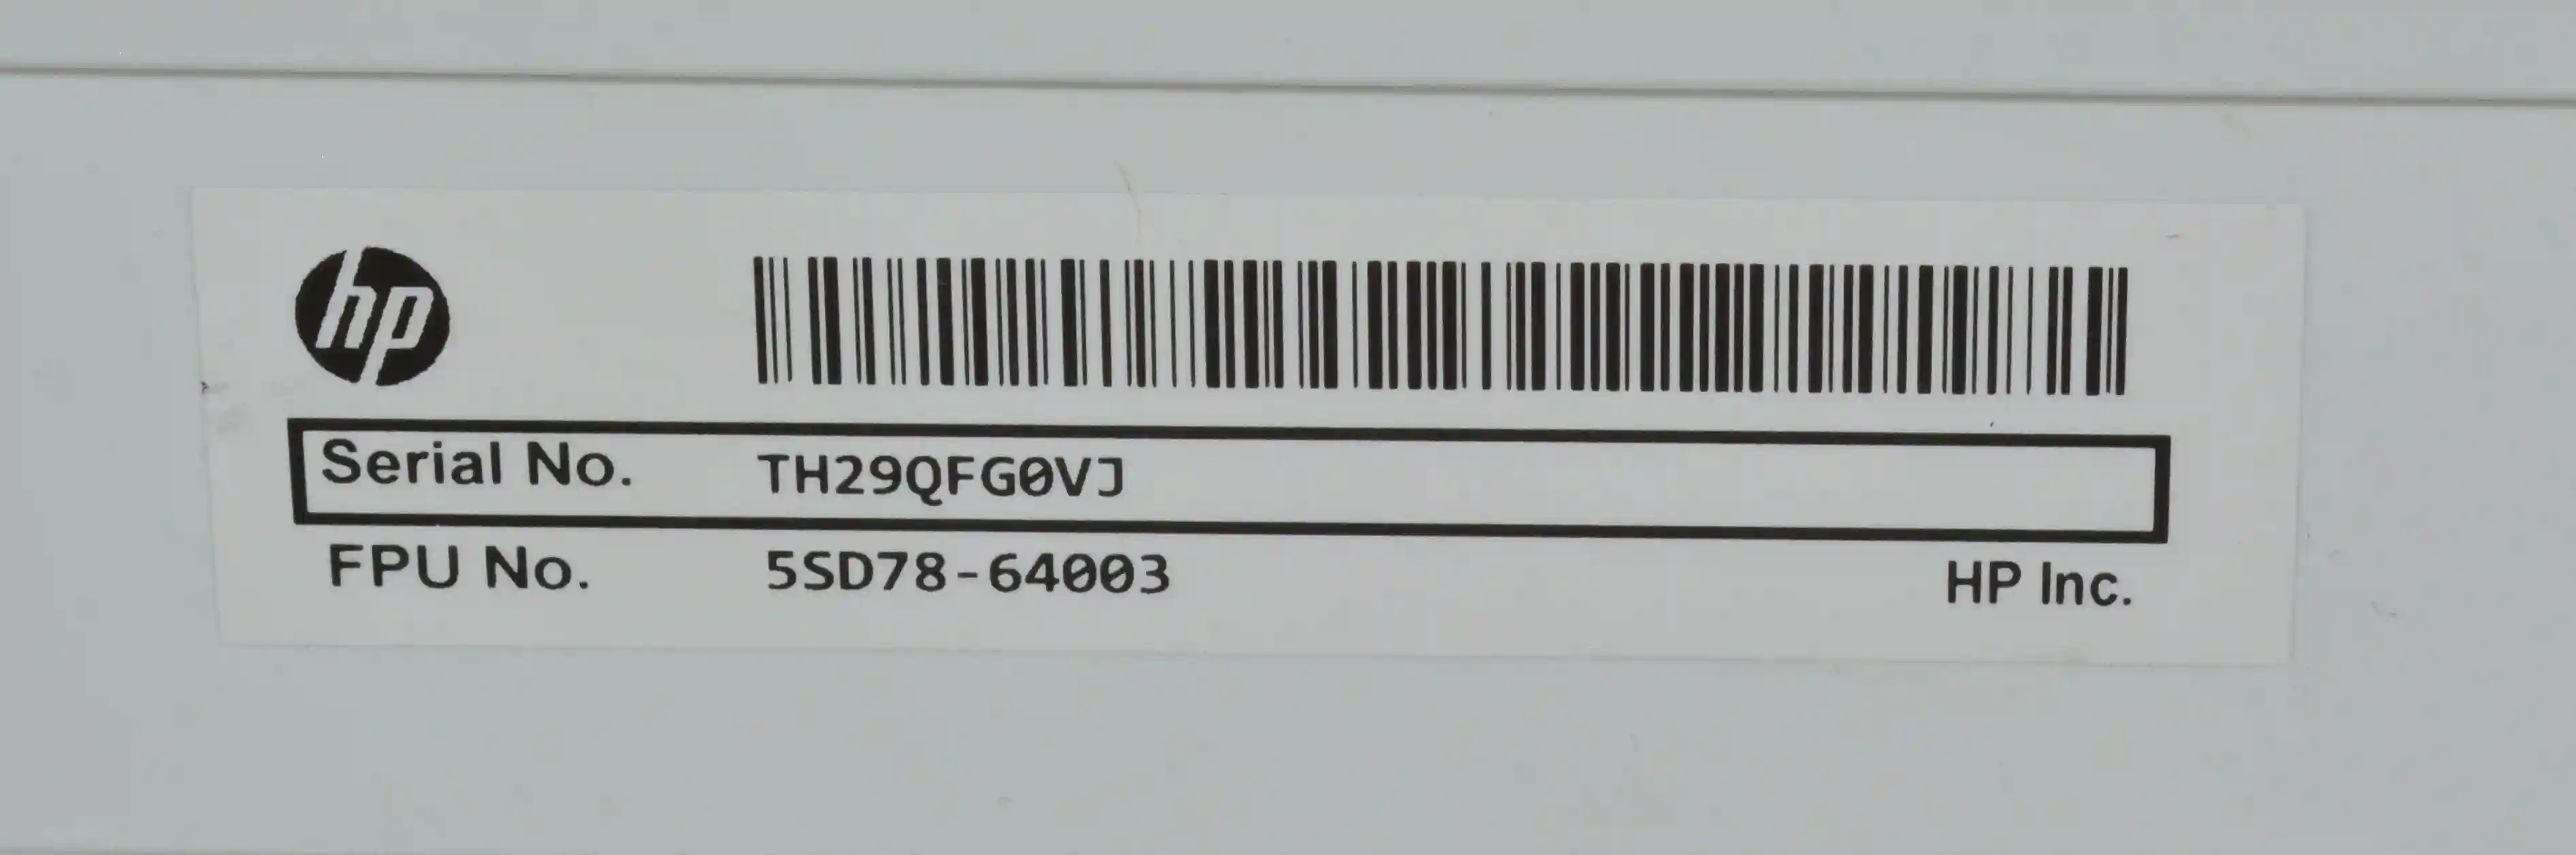 hp
Serial No. TH29QFG0VJ
FPU No. 5SD78-64003 HP Inc.